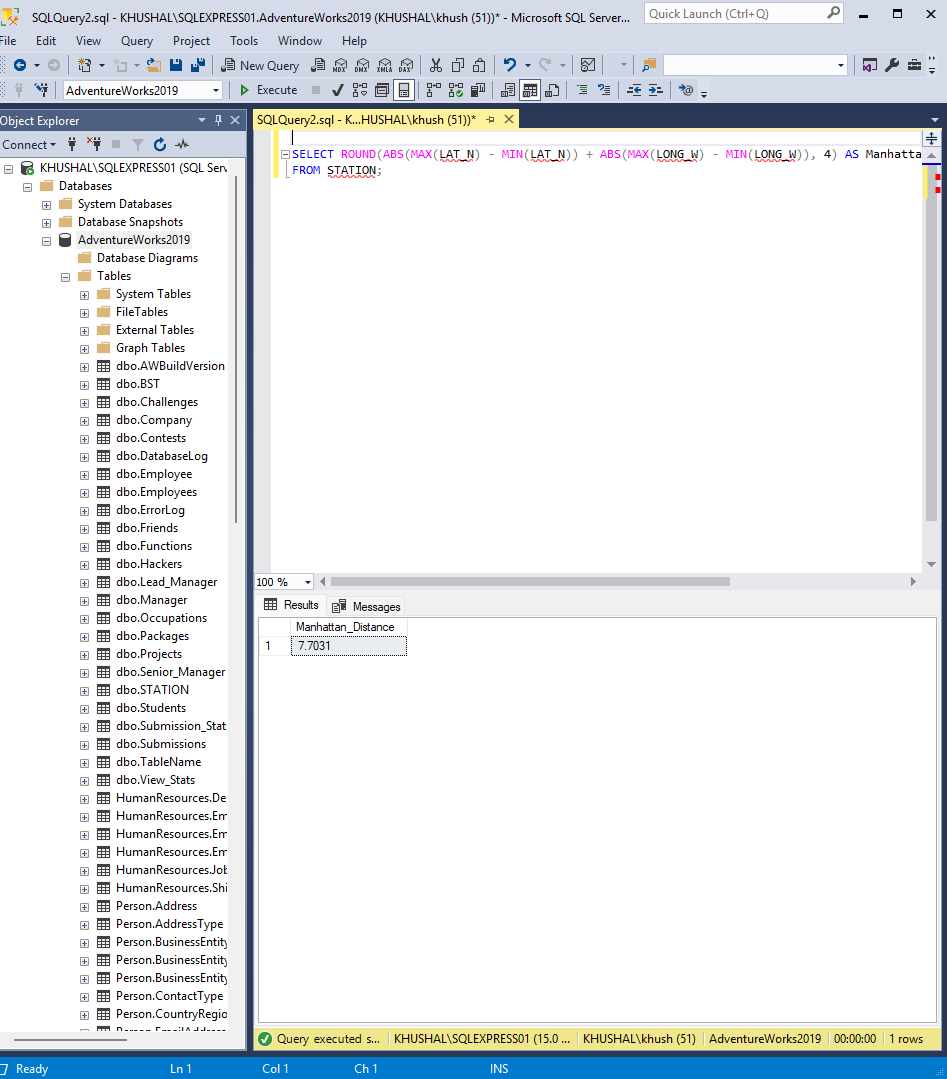 SQLQuery2.sql - KHUSHAL\SQLEXPRESS01.AdventureWorks2019 (KHUSHAL\khush (51))* - Microsoft SQL Server...
Quick Launch (Ctrl+Q)
File Edit View Query Project Tools Window Help
New Query MDX DMX XMLA DAX
AdventureWorks2019 Execute
Object Explorer
SQLQuery2.sql - K...HUSHAL\khush (51))*
Connect
KHUSHAL\SQLEXPRESS01 (SQL Serv
Databases
System Databases
Database Snapshots
AdventureWorks2019
Database Diagrams
Tables
System Tables
FileTables
External Tables
Graph Tables
dbo.AWBuildVersion
dbo.BST
dbo.Challenges
dbo.Company
dbo.Contests
dbo.DatabaseLog
dbo.Employee
dbo.Employees
dbo.ErrorLog
dbo.Friends
dbo.Functions
dbo.Hackers
dbo.Lead_Manager
dbo.Manager
dbo.Occupations
dbo.Packages
dbo.Projects
dbo.Senior_Manager
dbo.STATION
dbo.Students
dbo.Submission_Stat
dbo.Submissions
dbo.TableName
dbo.View_Stats
HumanResources.De
HumanResources.Em
HumanResources.Em
HumanResources.Em
HumanResources.Job
HumanResources.Shi
Person.Address
Person.AddressType
Person.BusinessEntity
Person.BusinessEntity
Person.BusinessEntity
Person.ContactType
Person.CountryRegio
Person.EmailAddress
SELECT ROUND(ABS(MAX(LAT_N) - MIN(LAT_N)) + ABS(MAX(LONG_W) - MIN(LONG_W)), 4) AS Manhatta
FROM STATION;
100 %
Results Messages
Manhattan_Distance
1 7.7031
Query executed s... KHUSHAL\SQLEXPRESS01 (15.0 ... KHUSHAL\khush (51) AdventureWorks2019 00:00:00 1 rows
Ready Ln 1 Col 1 Ch 1 INS